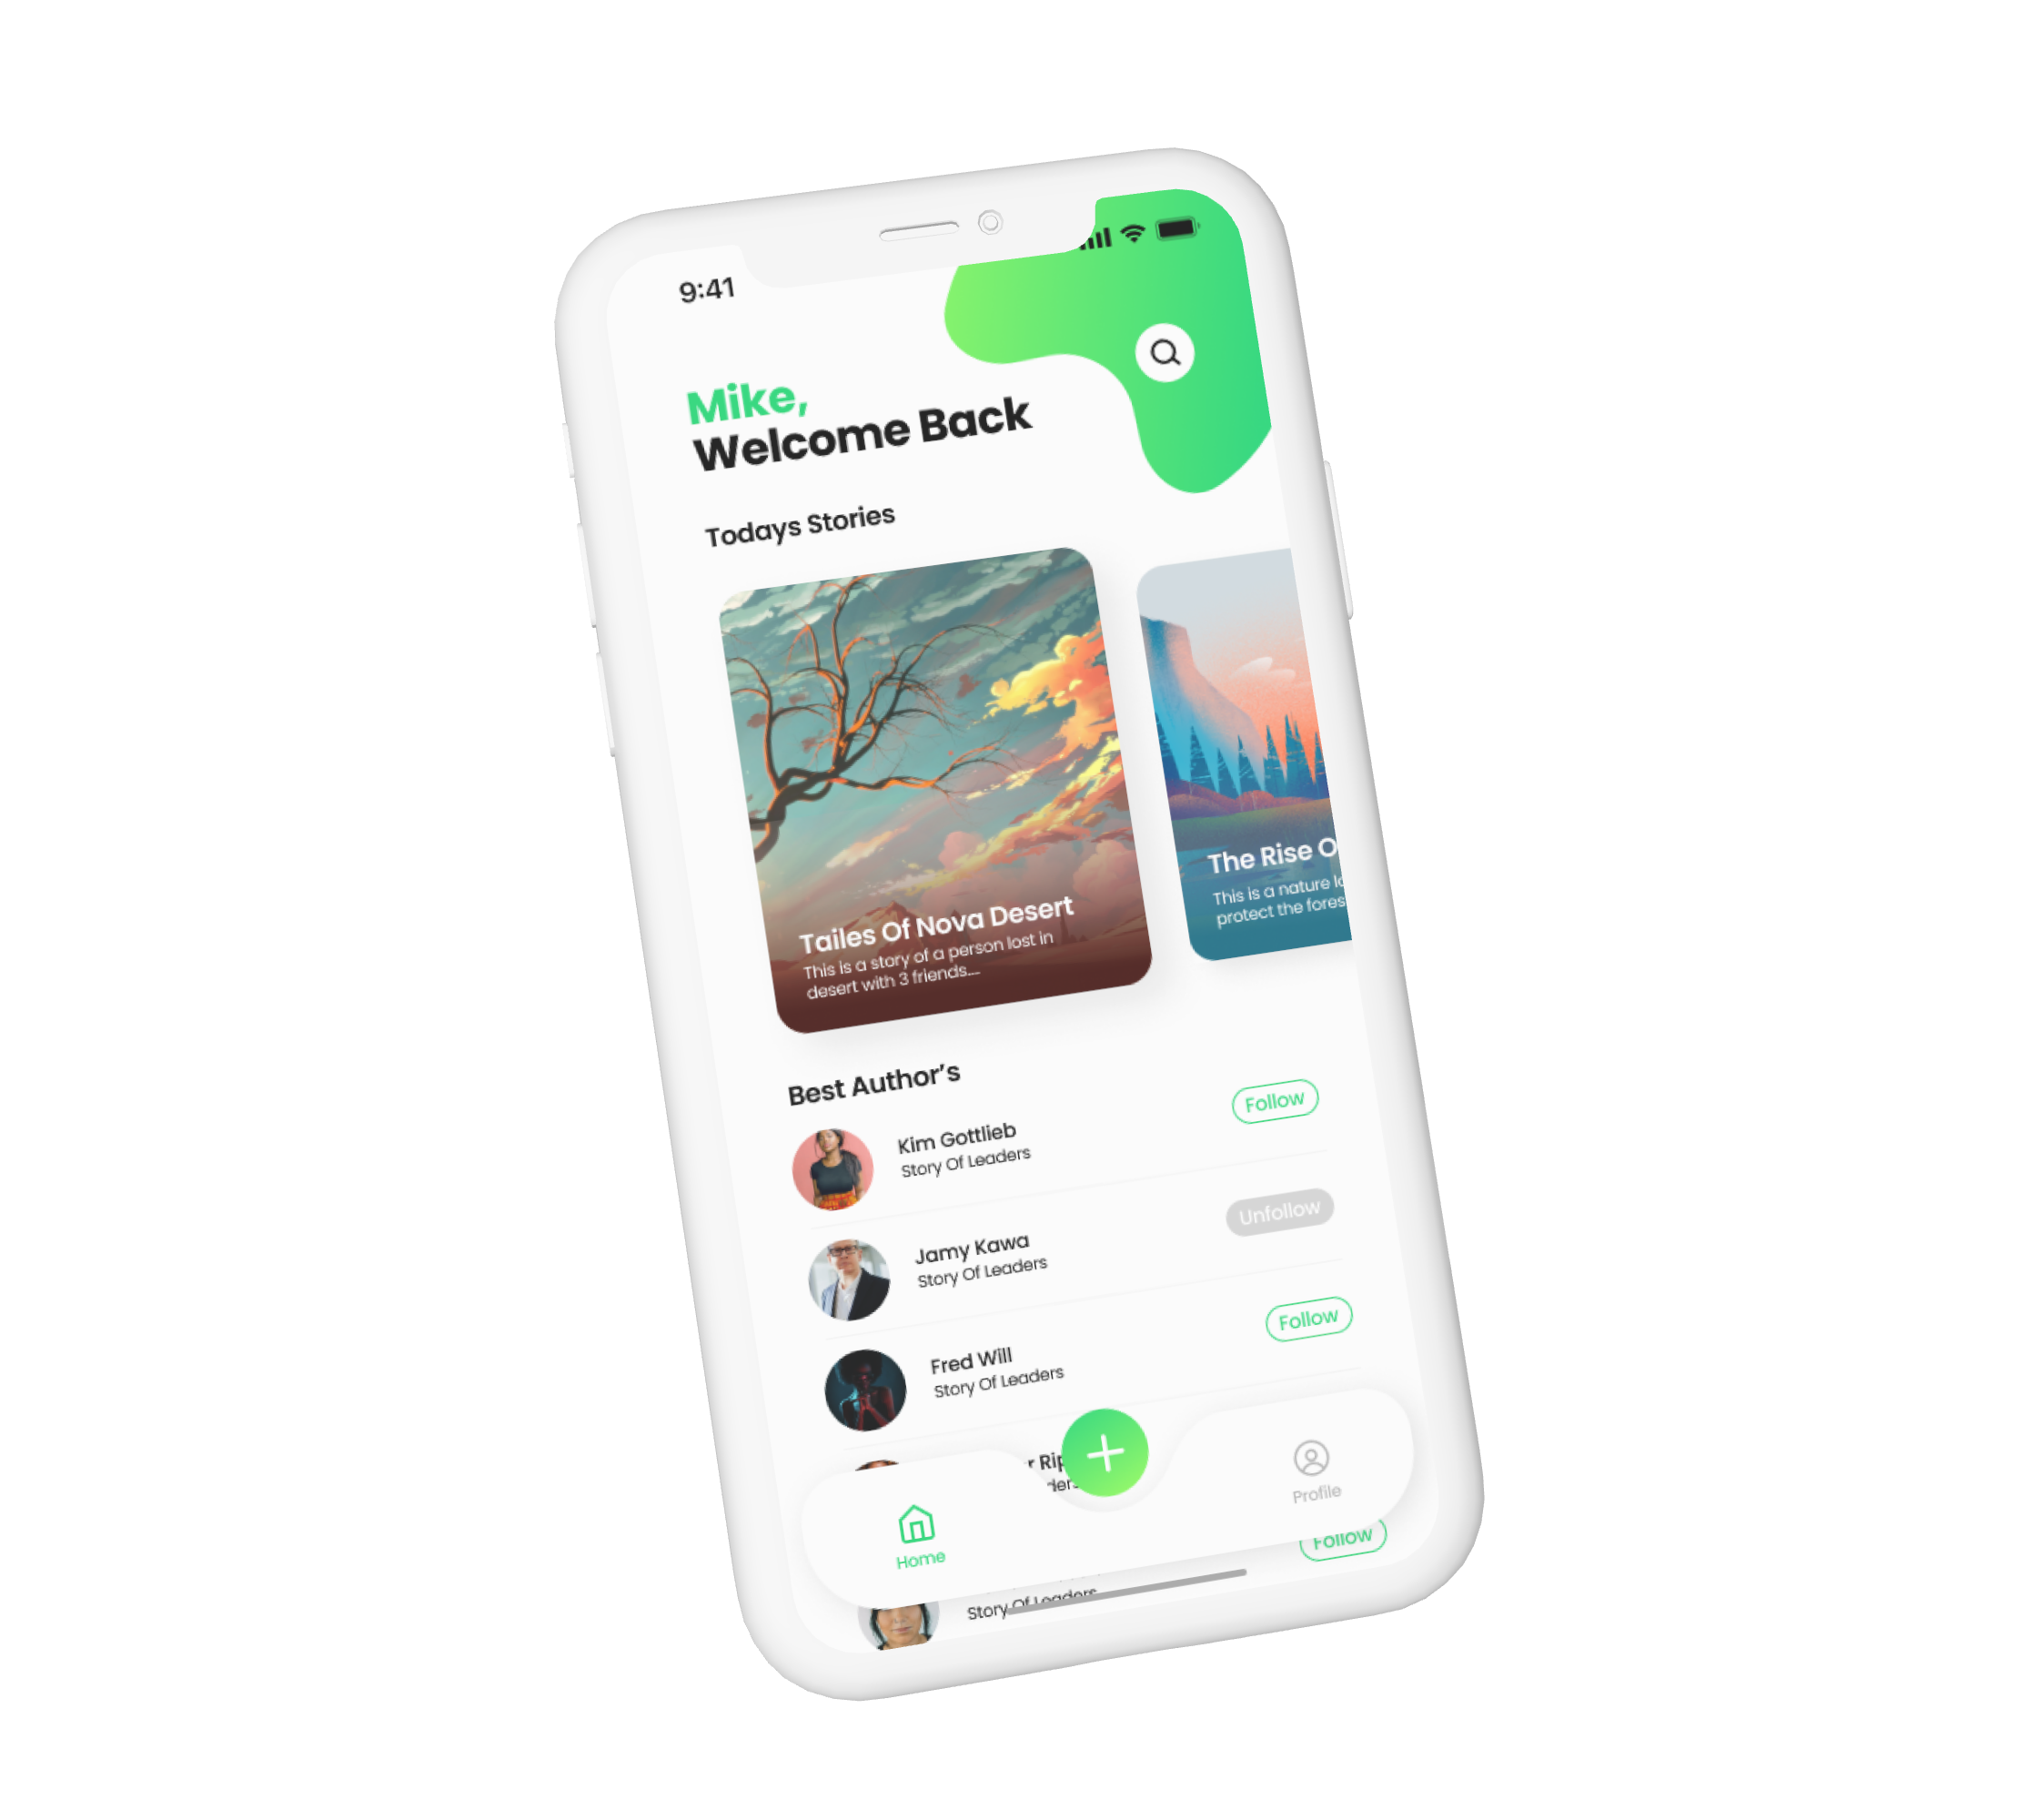 9:41
Mike,
Welcome Back
Todays Stories
Tailes Of Nova Desert
This is a story of a person lost in
desert with 3 friends....
The Rise O
This is a nature lo
protect the fores
Best Author's
Kim Gottlieb
Story Of Leaders
Follow
Jamy Kawa
Story Of Leaders
Unfollow
Fred Will
Story Of Leaders
Follow
r Rip
ders
Home
Profile
Follow
Story Of Leaders